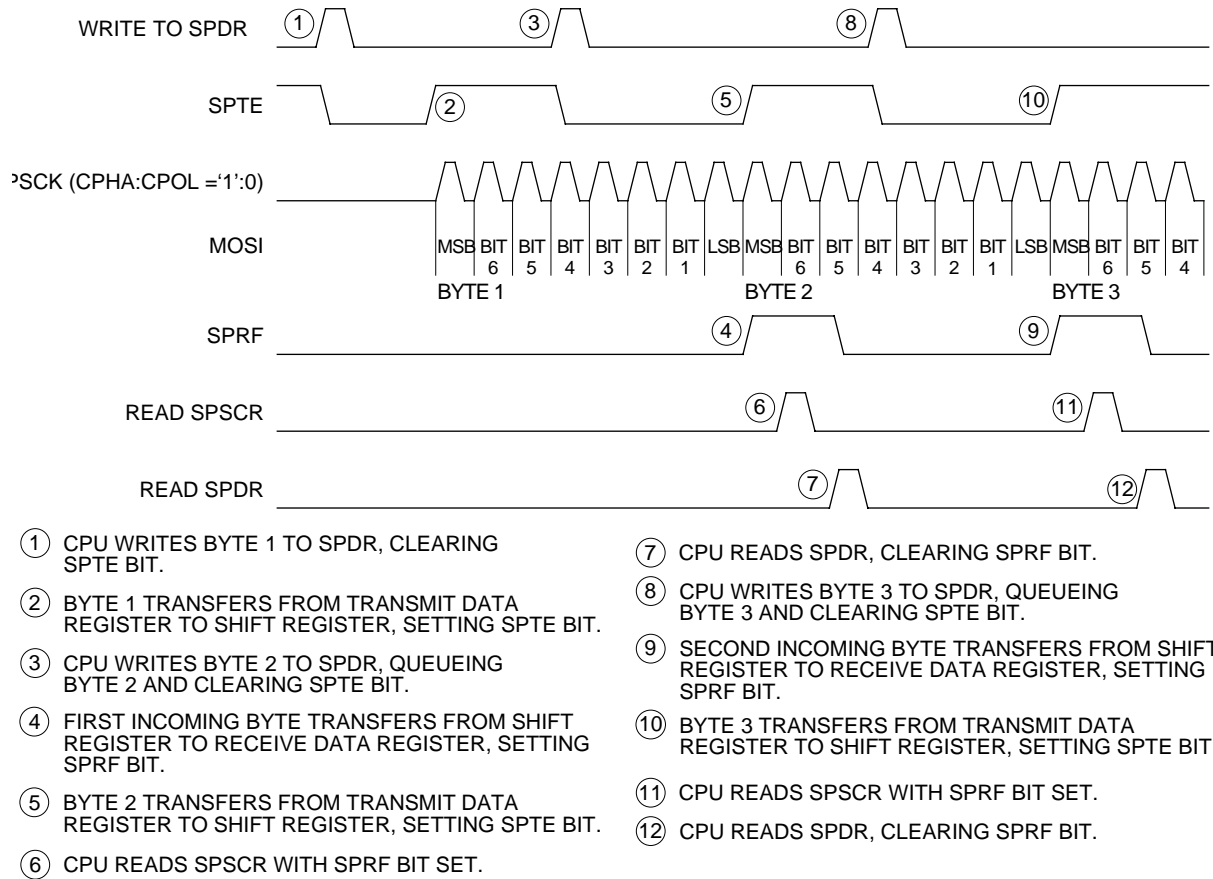 WRITE TO SPDR
1
3
8
SPTE
2
5
10
PSCK (CPHA:CPOL =‘1’:0)
MOSI
MSB BIT 6 BIT 5 BIT 4 BIT 3 BIT 2 BIT 1 LSB MSB BIT 6 BIT 5 BIT 4 BIT 3 BIT 2 BIT 1 LSB MSB BIT 6 BIT 5 BIT 4
BYTE 1 BYTE 2 BYTE 3
SPRF
4
9
READ SPSCR
6
11
READ SPDR
7
12
1 CPU WRITES BYTE 1 TO SPDR, CLEARING
SPTE BIT.
2 BYTE 1 TRANSFERS FROM TRANSMIT DATA
REGISTER TO SHIFT REGISTER, SETTING SPTE BIT.
3 CPU WRITES BYTE 2 TO SPDR, QUEUEING
BYTE 2 AND CLEARING SPTE BIT.
4 FIRST INCOMING BYTE TRANSFERS FROM SHIFT
REGISTER TO RECEIVE DATA REGISTER, SETTING
SPRF BIT.
5 BYTE 2 TRANSFERS FROM TRANSMIT DATA
REGISTER TO SHIFT REGISTER, SETTING SPTE BIT.
6 CPU READS SPSCR WITH SPRF BIT SET.
7 CPU READS SPDR, CLEARING SPRF BIT.
8 CPU WRITES BYTE 3 TO SPDR, QUEUEING
BYTE 3 AND CLEARING SPTE BIT.
9 SECOND INCOMING BYTE TRANSFERS FROM SHIFT
REGISTER TO RECEIVE DATA REGISTER, SETTING
SPRF BIT.
10 BYTE 3 TRANSFERS FROM TRANSMIT DATA
REGISTER TO SHIFT REGISTER, SETTING SPTE BIT
11 CPU READS SPSCR WITH SPRF BIT SET.
12 CPU READS SPDR, CLEARING SPRF BIT.